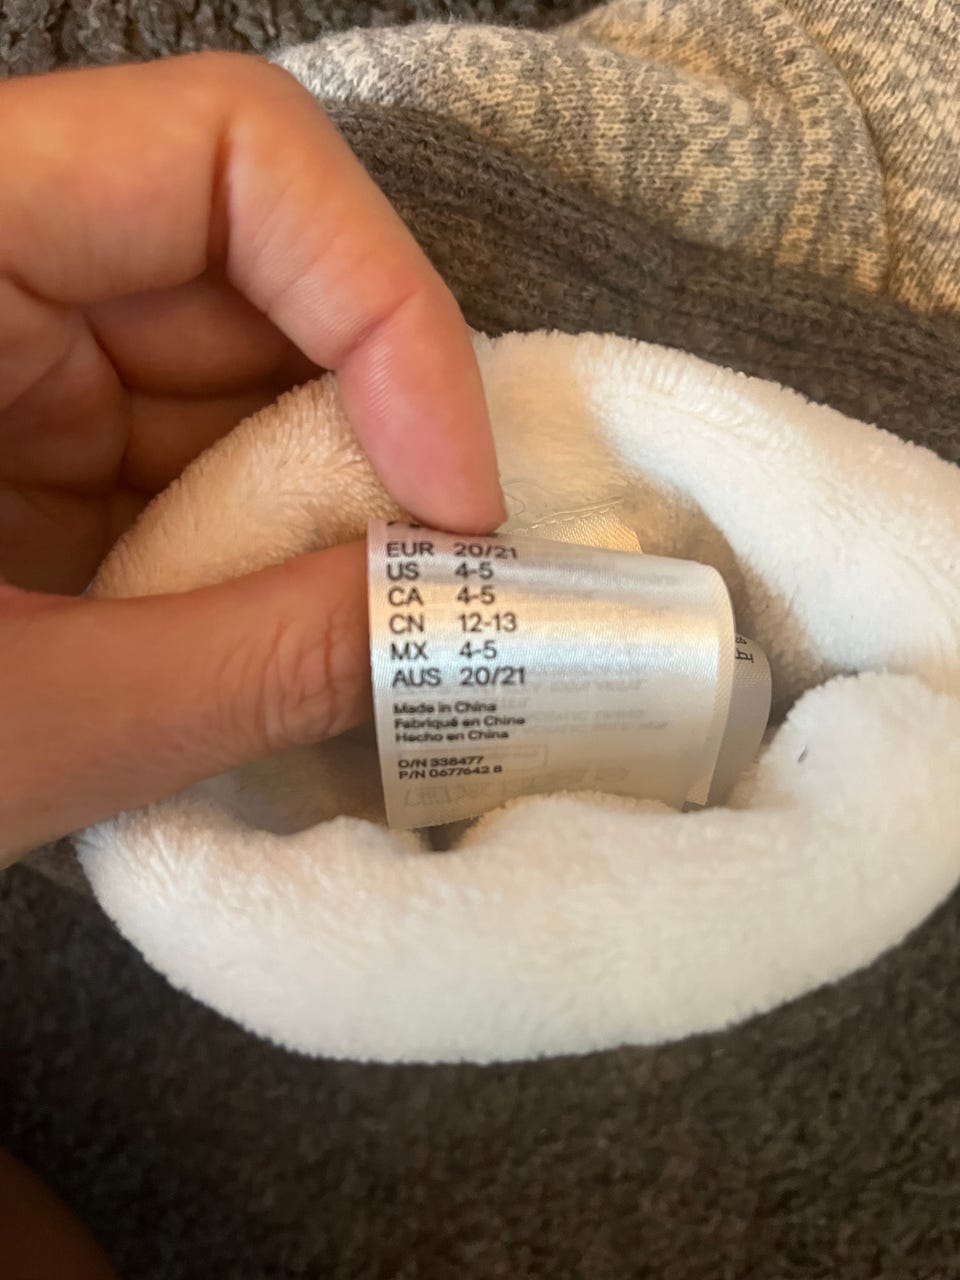 EUR 20/21
US 4-5
CA 4-5
CN 12-13
MX 4-5
AUS 20/21
Made in China
Fabriqué en Chine
Hecho en China
O/N 338477
P/N 0677642 8